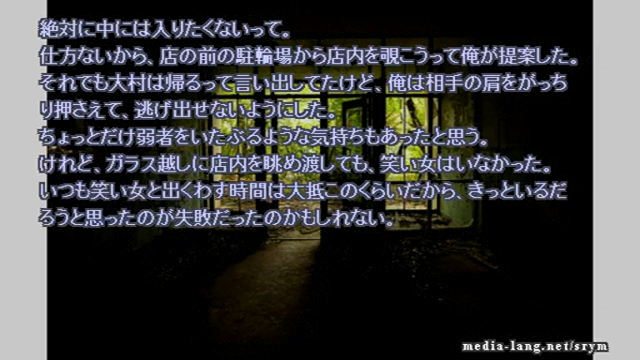 絶対に中には入りたくないって。
仕方ないから、店の前の駐輪場から店内を覗こうって俺が提案した。
それでも大村は帰るって言い出してたけど、俺は相手の肩をがっち
り押さえて、逃げ出せないようにした。
ちょっとだけ弱者をいたぶるような気持ちもあったと思う。
けれど、ガラス越しに店内を眺め渡しても、笑い女はいなかった。
いつも笑い女と出くわす時間は大抵このくらいだから、きっといるだ
ろうと思ったのが失敗だったのかもしれない。
media-lang.net/srym